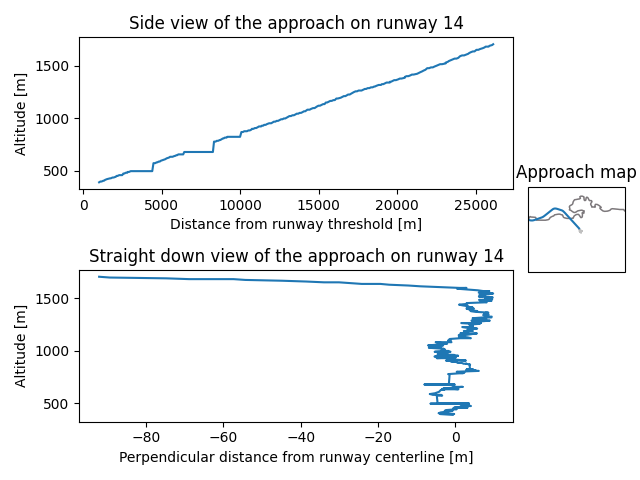 Side view of the approach on runway 14
Altitude [m]
1500
1000
500
0
5000
10000
15000
20000
25000
Distance from runway threshold [m]
Approach map
Straight down view of the approach on runway 14
Altitude [m]
1500
1000
500
−80
−60
−40
−20
0
Perpendicular distance from runway centerline [m]